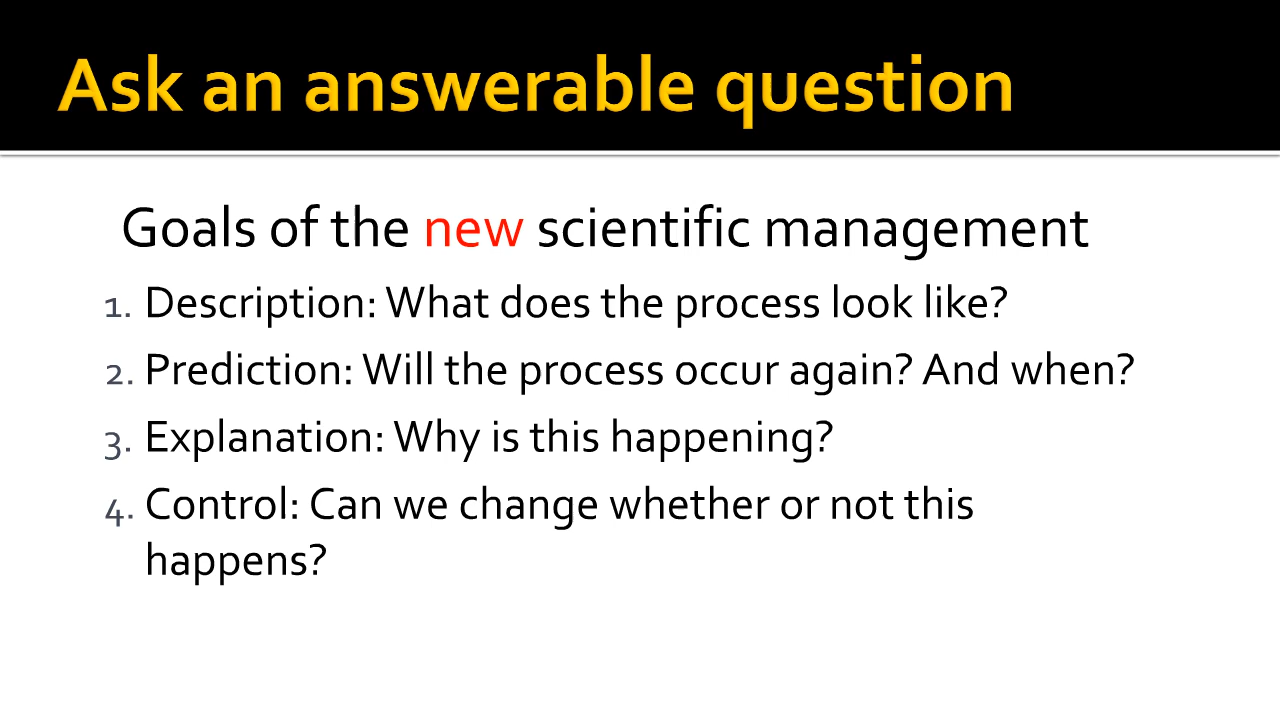 Ask an answerable question
Goals of the new scientific management
1. Description: What does the process look like?
2. Prediction: Will the process occur again? And when?
3. Explanation: Why is this happening?
4. Control: Can we change whether or not this
happens?